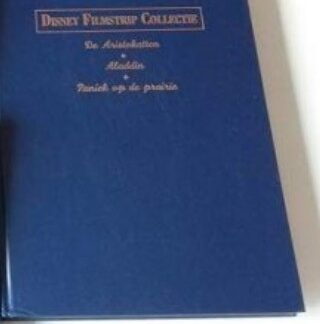 DISNEY FILMSTRIP COLLECTIE
De Aristokatten
+
Aladdin
+
Paniek op de prairie